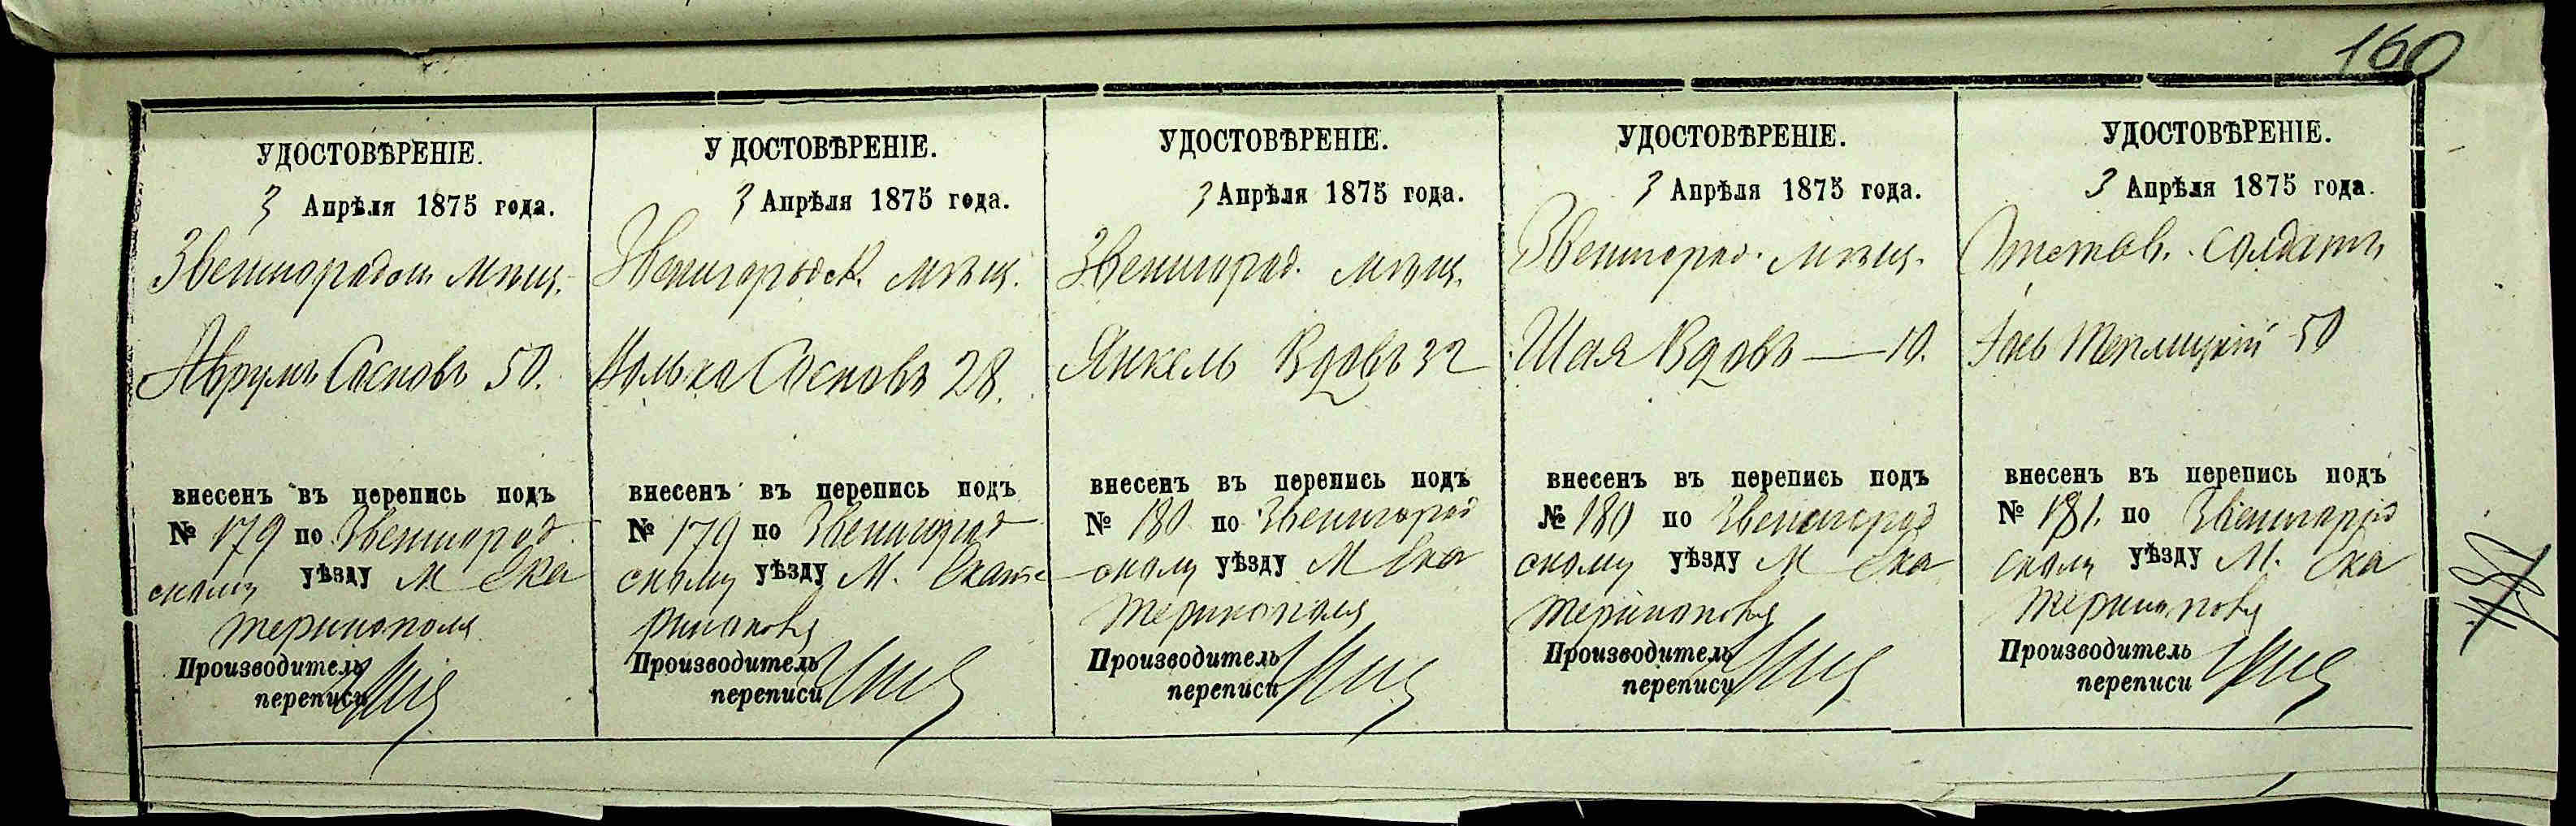 160
УДОСТОВѢРЕНІЕ.
3 Апрѣля 1875 года.
Звенигородск мѣщ.
Аврумъ Сосновъ 50.
внесенъ въ перепись подъ
№ 179 по Звенигород
скому уѣзду М Ека
теринополя
Производитель
переписи
УДОСТОВѢРЕНІЕ.
3 Апрѣля 1875 года.
Звенигородск. мѣщ.
Волько Сосновъ 28.
внесенъ въ перепись подъ
№ 179 по Звенигород
скому уѣзду М. Екате
ринополя
Производитель
переписи
УДОСТОВѢРЕНІЕ.
3 Апрѣля 1875 года.
Звенигород. мѣщ.
Янкель Вдовъ 32
внесенъ въ перепись подъ
№ 180 по Звенигород
скому уѣзду М Ека
теринополя
Производитель
переписи
УДОСТОВѢРЕНІЕ.
3 Апрѣля 1875 года.
Звенигород. мѣщ.
Шая Вдовъ — 10.
внесенъ въ перепись подъ
№ 180 по Звенигород
скому уѣзду М Ека
теринополя
Производитель
переписи
УДОСТОВѢРЕНІЕ.
3 Апрѣля 1875 года.
Отстав. Солдатъ
Теплицкій 50
внесенъ въ перепись подъ
№ 181. по Звенигород
скому уѣзду М. Ека
теринополя
Производитель
переписи